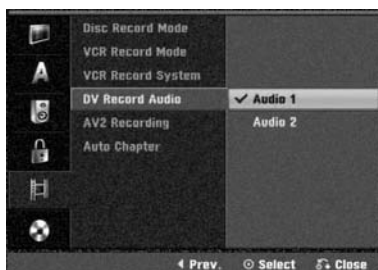 Disc Record Mode
VCR Record Mode
VCR Record System
DV Record Audio
✓ Audio 1
AV2 Recording
Audio 2
Auto Chapter
Prev.
Select
Close